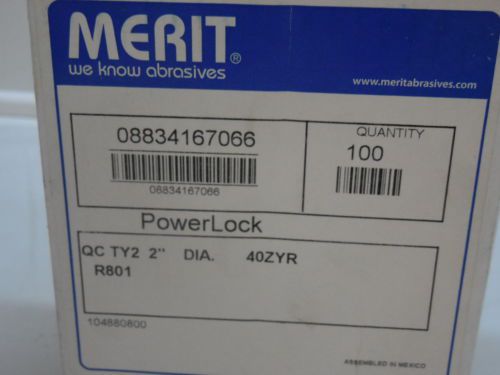 MERIT®
we know abrasives
www.meritabrasives.com
08834167066
08834167066
QUANTITY
100
PowerLock
QC TY2 2" DIA. 40ZYR
R801
104880800
ASSEMBLED IN MEXICO